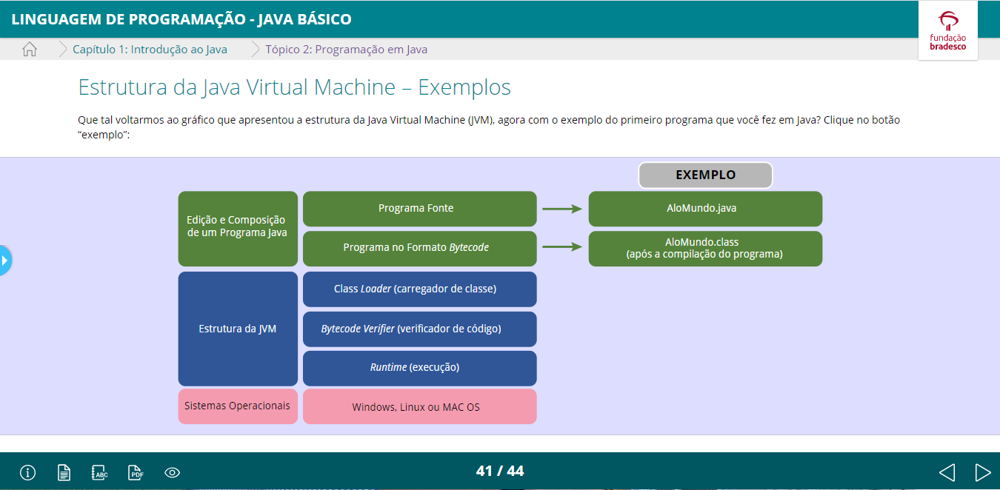 LINGUAGEM DE PROGRAMAÇÃO - JAVA BÁSICO
fundação
bradesco
Capítulo 1: Introdução ao Java
Tópico 2: Programação em Java
Estrutura da Java Virtual Machine – Exemplos
Que tal voltarmos ao gráfico que apresentou a estrutura da Java Virtual Machine (JVM), agora com o exemplo do primeiro programa que você fez em Java? Clique no botão
“exemplo”:
EXEMPLO
Edição e Composição
de um Programa Java
Programa Fonte
AloMundo.java
Programa no Formato Bytecode
AloMundo.class
(após a compilação do programa)
Estrutura da JVM
Class Loader (carregador de classe)
Bytecode Verifier (verificador de código)
Runtime (execução)
Sistemas Operacionais
Windows, Linux ou MAC OS
ABC
PDF
41 / 44